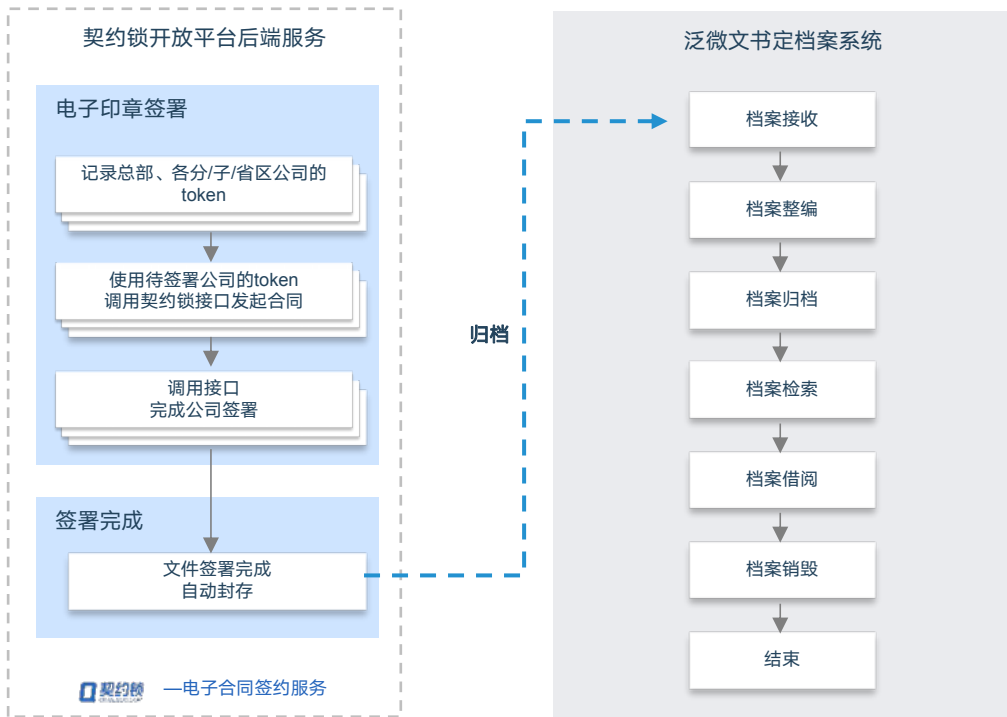 契约锁开放平台后端服务
电子印章签署
记录总部、各分/子/省区公司的
token
使用待签署公司的token
调用契约锁接口发起合同
调用接口
完成公司签署
签署完成
文件签署完成
自动封存
契约锁
—电子合同签约服务
归档
泛微文书定档案系统
档案接收
档案整编
档案归档
档案检索
档案借阅
档案销毁
结束